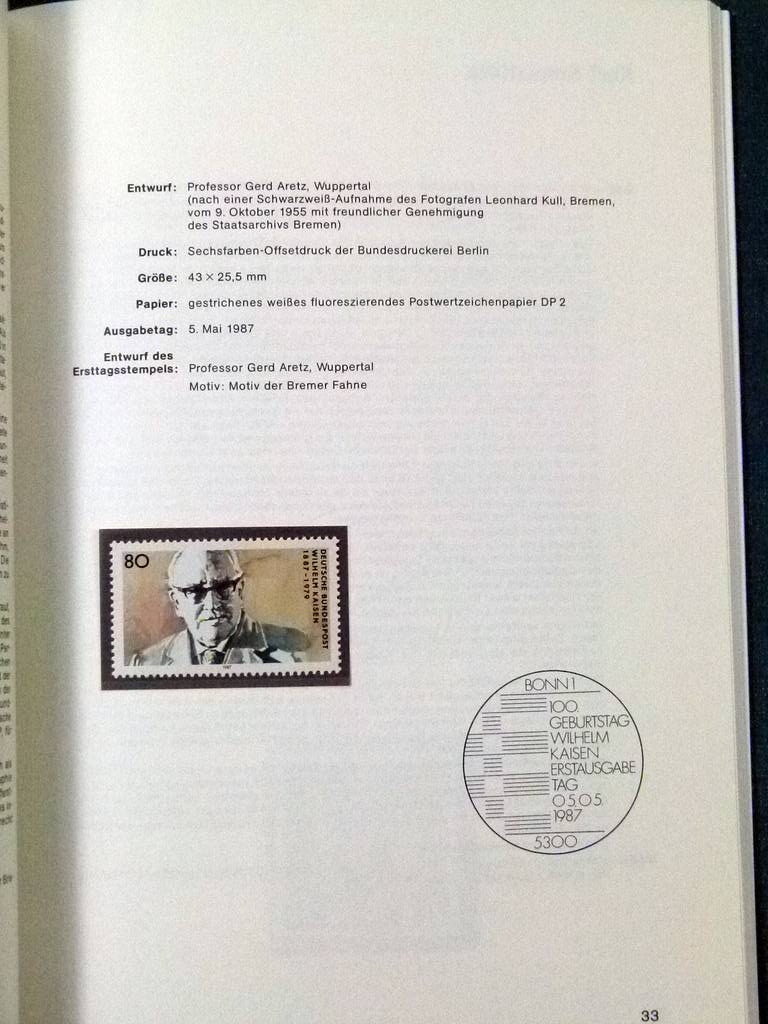 Entwurf: Professor Gerd Aretz, Wuppertal
(nach einer Schwarzweiß-Aufnahme des Fotografen Leonhard Kull, Bremen,
vom 9. Oktober 1955 mit freundlicher Genehmigung
des Staatsarchivs Bremen)
Druck: Sechsfarben-Offsetdruck der Bundesdruckerei Berlin
Größe: 43 × 25,5 mm
Papier: gestrichenes weißes fluoreszierendes Postwertzeichenpapier DP 2
Ausgabetag: 5. Mai 1987
Entwurf des
Ersttagsstempels: Professor Gerd Aretz, Wuppertal
Motiv: Motiv der Bremer Fahne
80
DEUTSCHE BUNDESPOST
WILHELM KAISEN
1887-1979
1987
BONN 1
100.
GEBURTSTAG
WILHELM
KAISEN
ERSTAUSGABE
TAG
05.05.
1987
5300
33